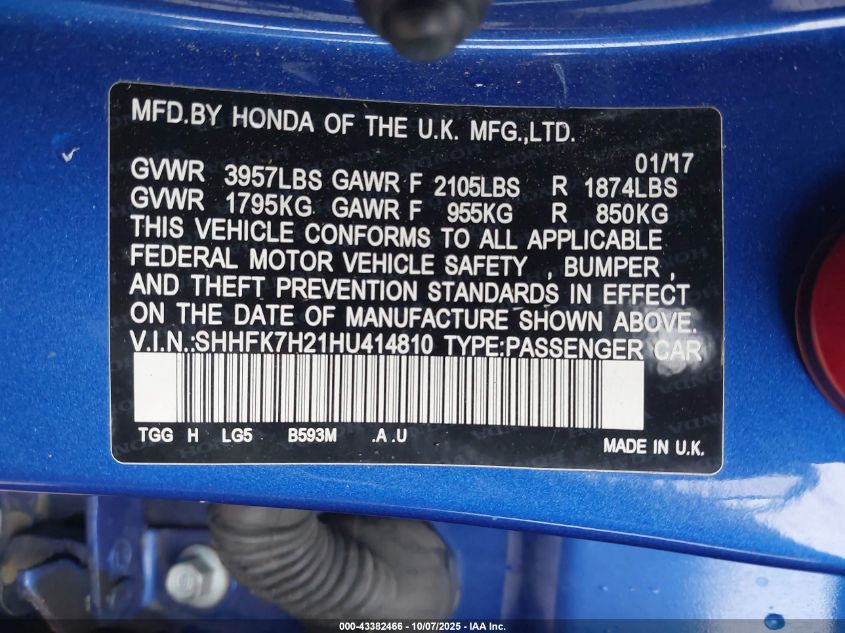 MFD.BY HONDA OF THE U.K. MFG.,LTD.
01/17
GVWR 3957LBS GAWR F 2105LBS R 1874LBS
GVWR 1795KG GAWR F 955KG R 850KG
THIS VEHICLE CONFORMS TO ALL APPLICABLE
FEDERAL MOTOR VEHICLE SAFETY , BUMPER ,
AND THEFT PREVENTION STANDARDS IN EFFECT
ON THE DATE OF MANUFACTURE SHOWN ABOVE.
V.I.N.:SHHFK7H21HU414810 TYPE:PASSENGER CAR
TGG H LG5 B593M .A .U
MADE IN U.K.
000-43382466 - 10/07/2025 - IAA Inc.